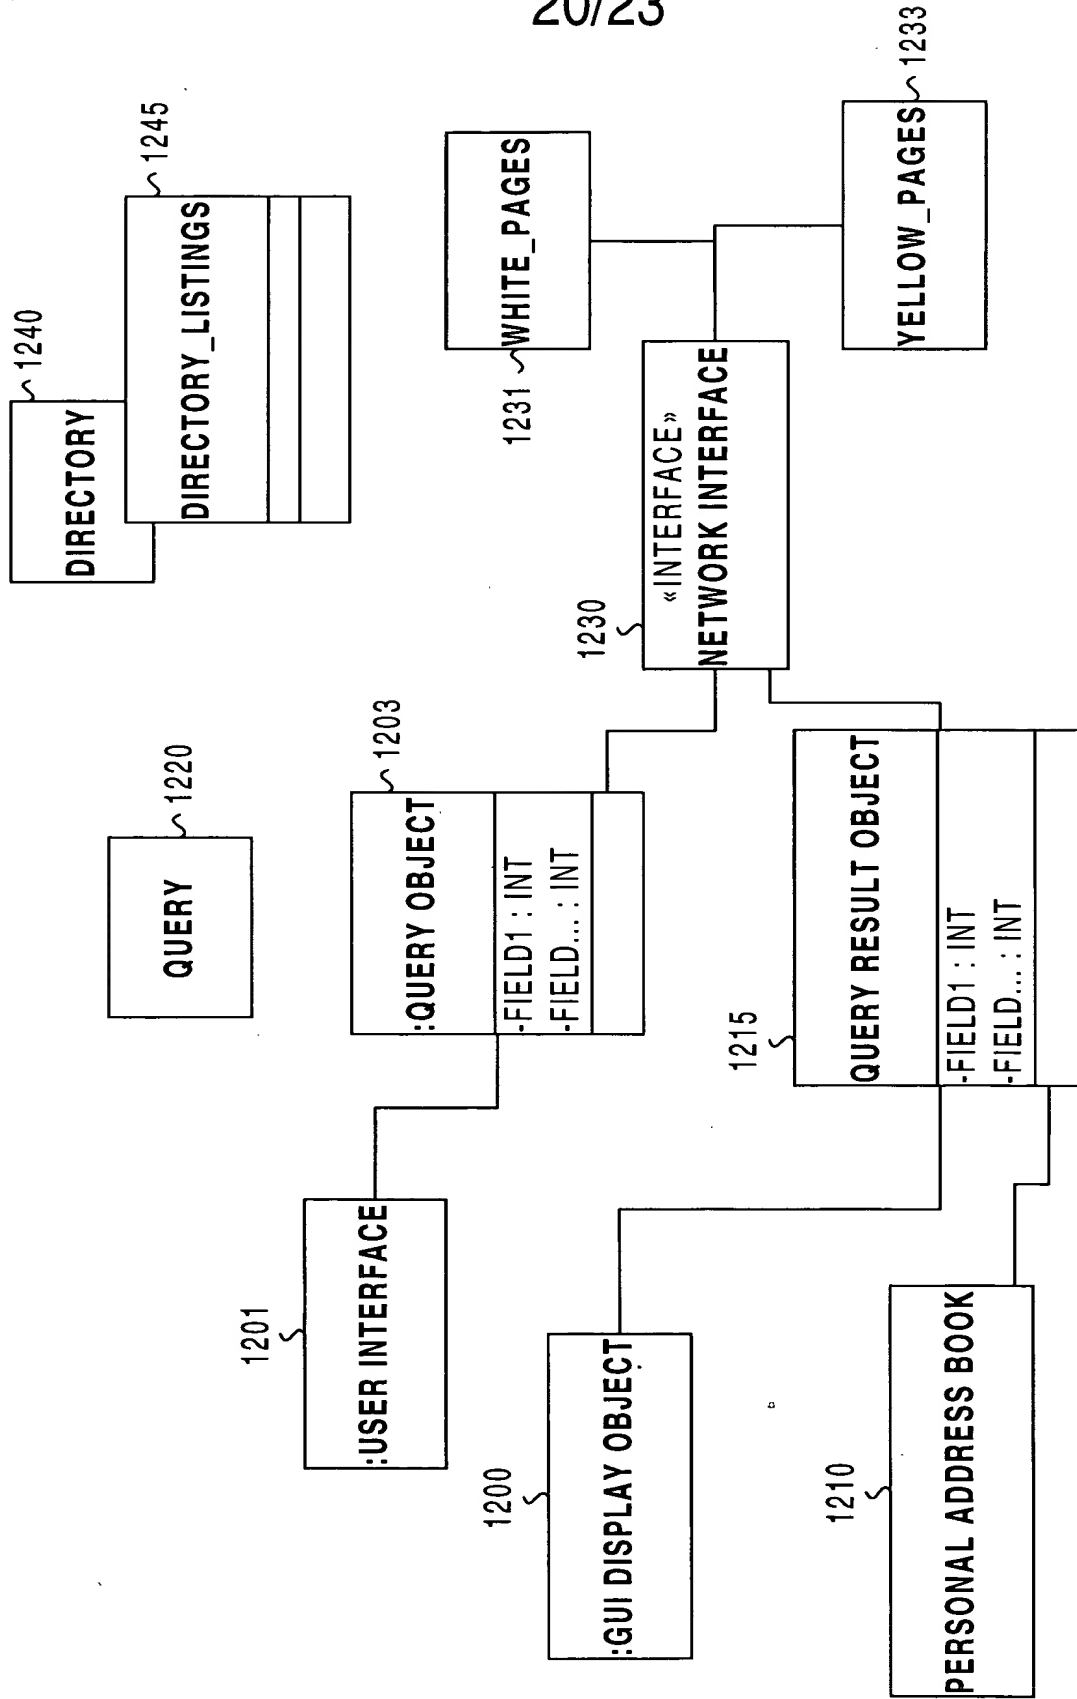 20/23
1240
DIRECTORY
1245
DIRECTORY_LISTINGS
1220
QUERY
1203
:QUERY OBJECT
-FIELD1 : INT
-FIELD... : INT
1201
:USER INTERFACE
1231
WHITE_PAGES
1230
«INTERFACE»
NETWORK INTERFACE
1233
YELLOW_PAGES
1200
:GUI DISPLAY OBJECT
1215
QUERY RESULT OBJECT
-FIELD1 : INT
-FIELD... : INT
1210
PERSONAL ADDRESS BOOK